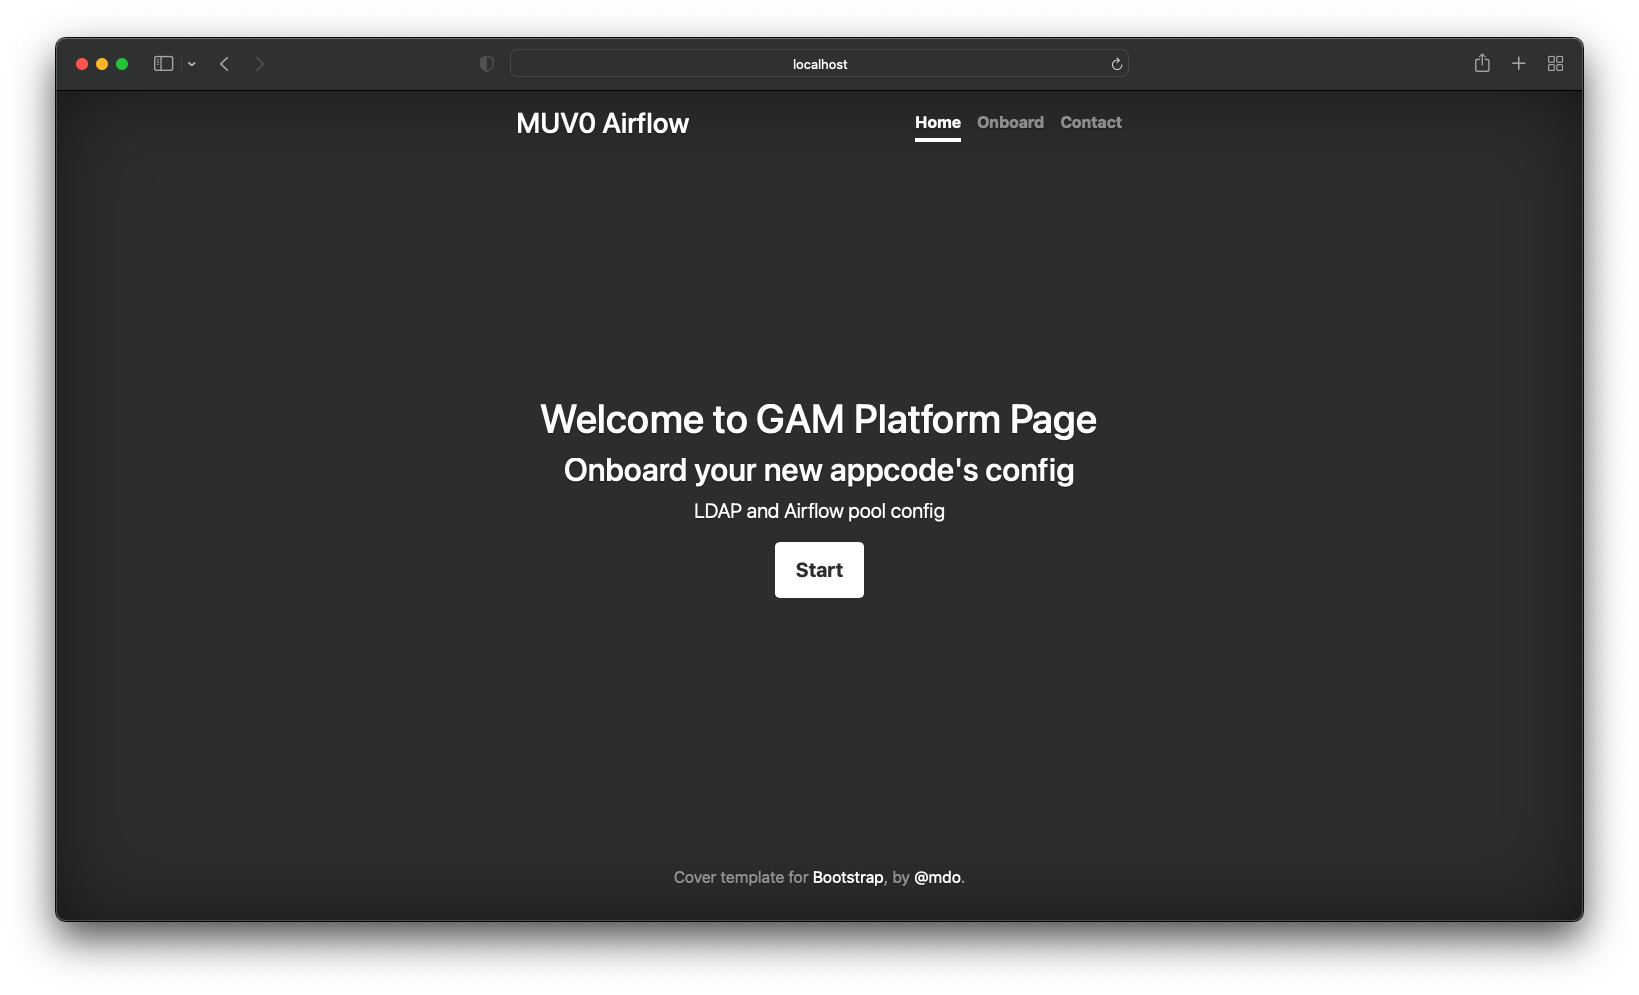 localhost
MUV0 Airflow
Home Onboard Contact
Welcome to GAM Platform Page
Onboard your new appcode's config
LDAP and Airflow pool config
Start
Cover template for Bootstrap, by @mdo.